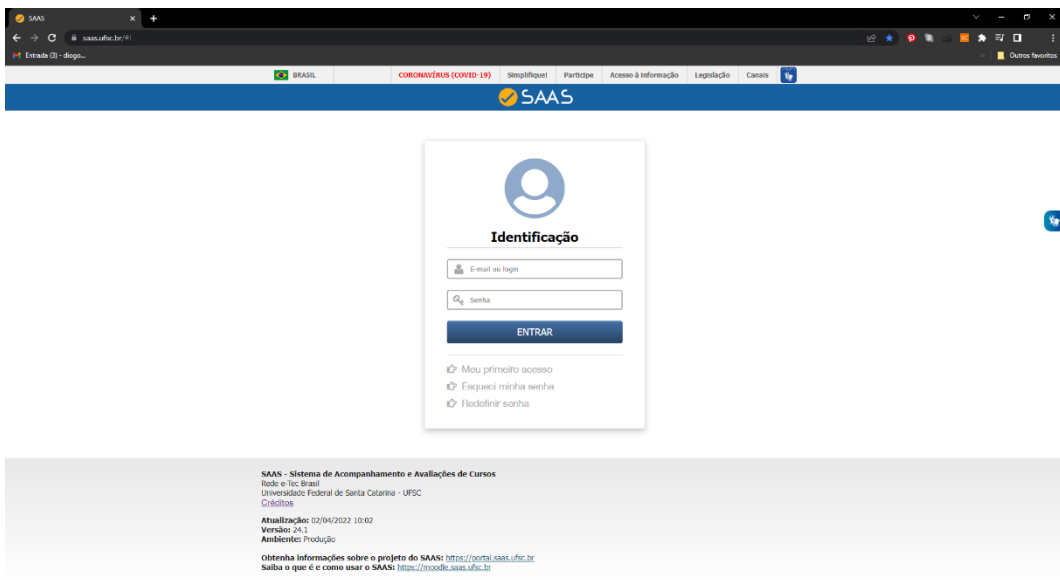 SAAS
saas.ufsc.br/#!
Entrada (3) - diogo...
Outros favoritos
BRASIL
CORONAVÍRUS (COVID-19) Simplifique! Participe Acesso à informação Legislação Canais
SAAS
Identificação
E-mail ou login
Senha
ENTRAR
Meu primeiro acesso
Esqueci minha senha
Redefinir senha
SAAS - Sistema de Acompanhamento e Avaliações de Cursos
Rede e-Tec Brasil
Universidade Federal de Santa Catarina - UFSC
Créditos
Atualização: 02/04/2022 10:02
Versão: 24.1
Ambiente: Produção
Obtenha informações sobre o projeto do SAAS: https://portal.saas.ufsc.br
Saiba o que é e como usar o SAAS: https://moodle.saas.ufsc.br